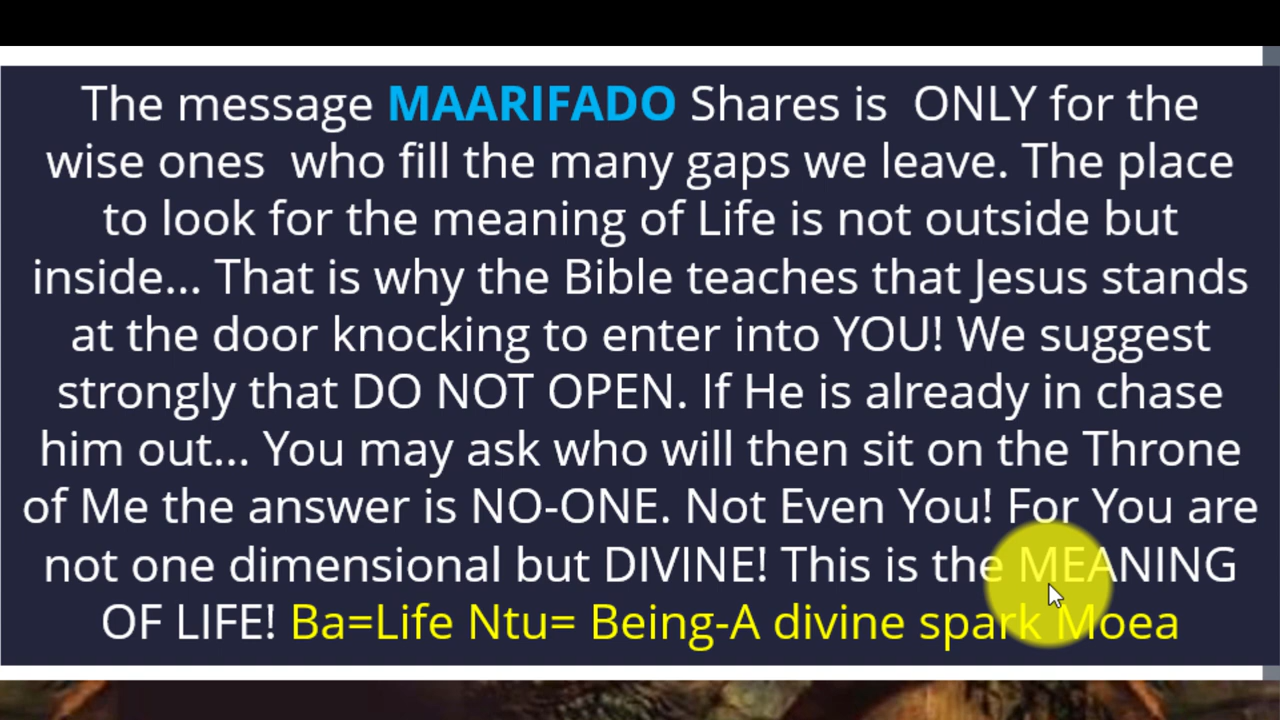 The message MAARIFADO Shares is ONLY for the
wise ones who fill the many gaps we leave. The place
to look for the meaning of Life is not outside but
inside... That is why the Bible teaches that Jesus stands
at the door knocking to enter into YOU! We suggest
strongly that DO NOT OPEN. If He is already in chase
him out... You may ask who will then sit on the Throne
of Me the answer is NO-ONE. Not Even You! For You are
not one dimensional but DIVINE! This is the MEANING
OF LIFE! Ba=Life Ntu= Being-A divine spark Moea